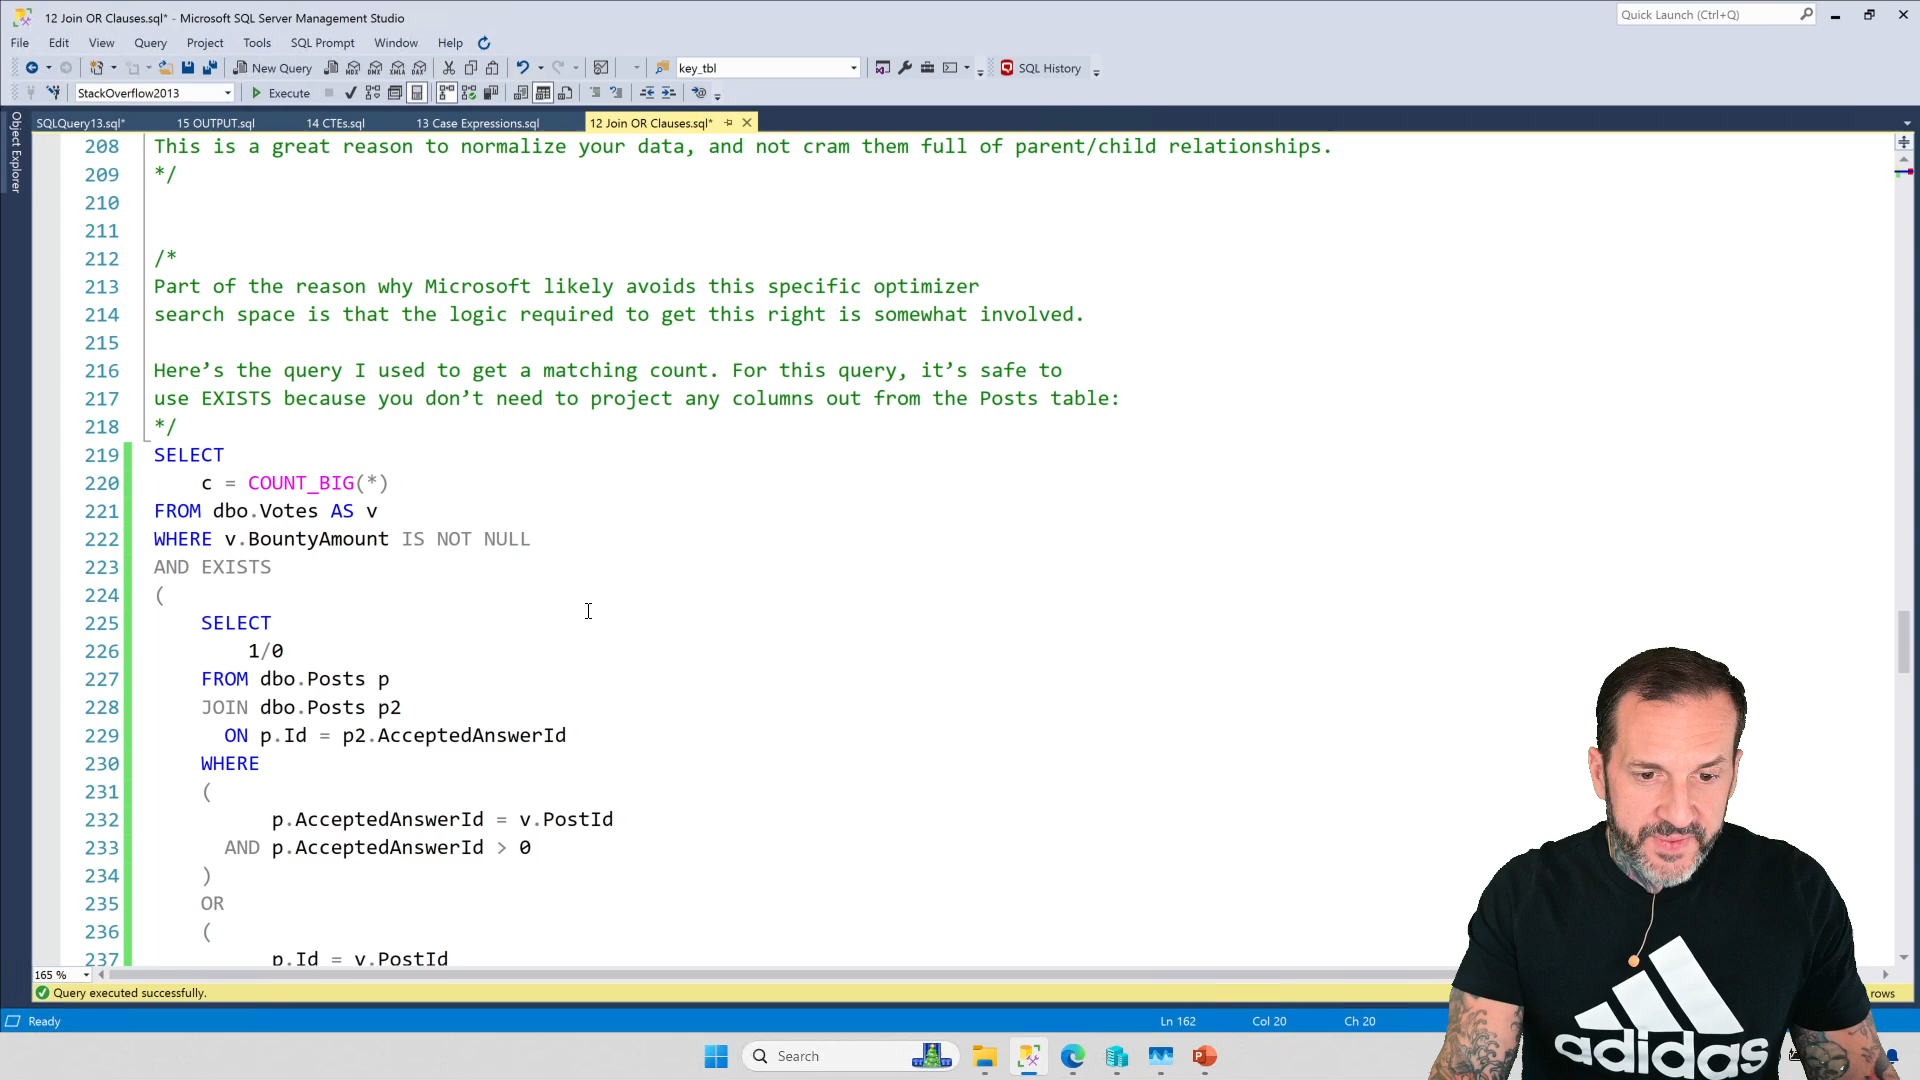 12 Join OR Clauses.sql* - Microsoft SQL Server Management Studio
Quick Launch (Ctrl+Q)
File Edit View Query Project Tools SQL Prompt Window Help
New Query key_tbl SQL History
StackOverflow2013 Execute
Object Explorer
SQLQuery13.sql* 15 OUTPUT.sql 14 CTEs.sql 13 Case Expressions.sql 12 Join OR Clauses.sql*
208 This is a great reason to normalize your data, and not cram them full of parent/child relationships.
209 */
210
211
212 /*
213 Part of the reason why Microsoft likely avoids this specific optimizer
214 search space is that the logic required to get this right is somewhat involved.
215
216 Here’s the query I used to get a matching count. For this query, it’s safe to
217 use EXISTS because you don’t need to project any columns out from the Posts table:
218 */
219 SELECT
220 c = COUNT_BIG(*)
221 FROM dbo.Votes AS v
222 WHERE v.BountyAmount IS NOT NULL
223 AND EXISTS
224 (
225 SELECT
226 1/0
227 FROM dbo.Posts p
228 JOIN dbo.Posts p2
229 ON p.Id = p2.AcceptedAnswerId
230 WHERE
231 (
232 p.AcceptedAnswerId = v.PostId
233 AND p.AcceptedAnswerId > 0
234 )
235 OR
236 (
237 p.Id = v.PostId
165 %
Query executed successfully. rows
Ready Ln 162 Col 20 Ch 20
Search
adidas